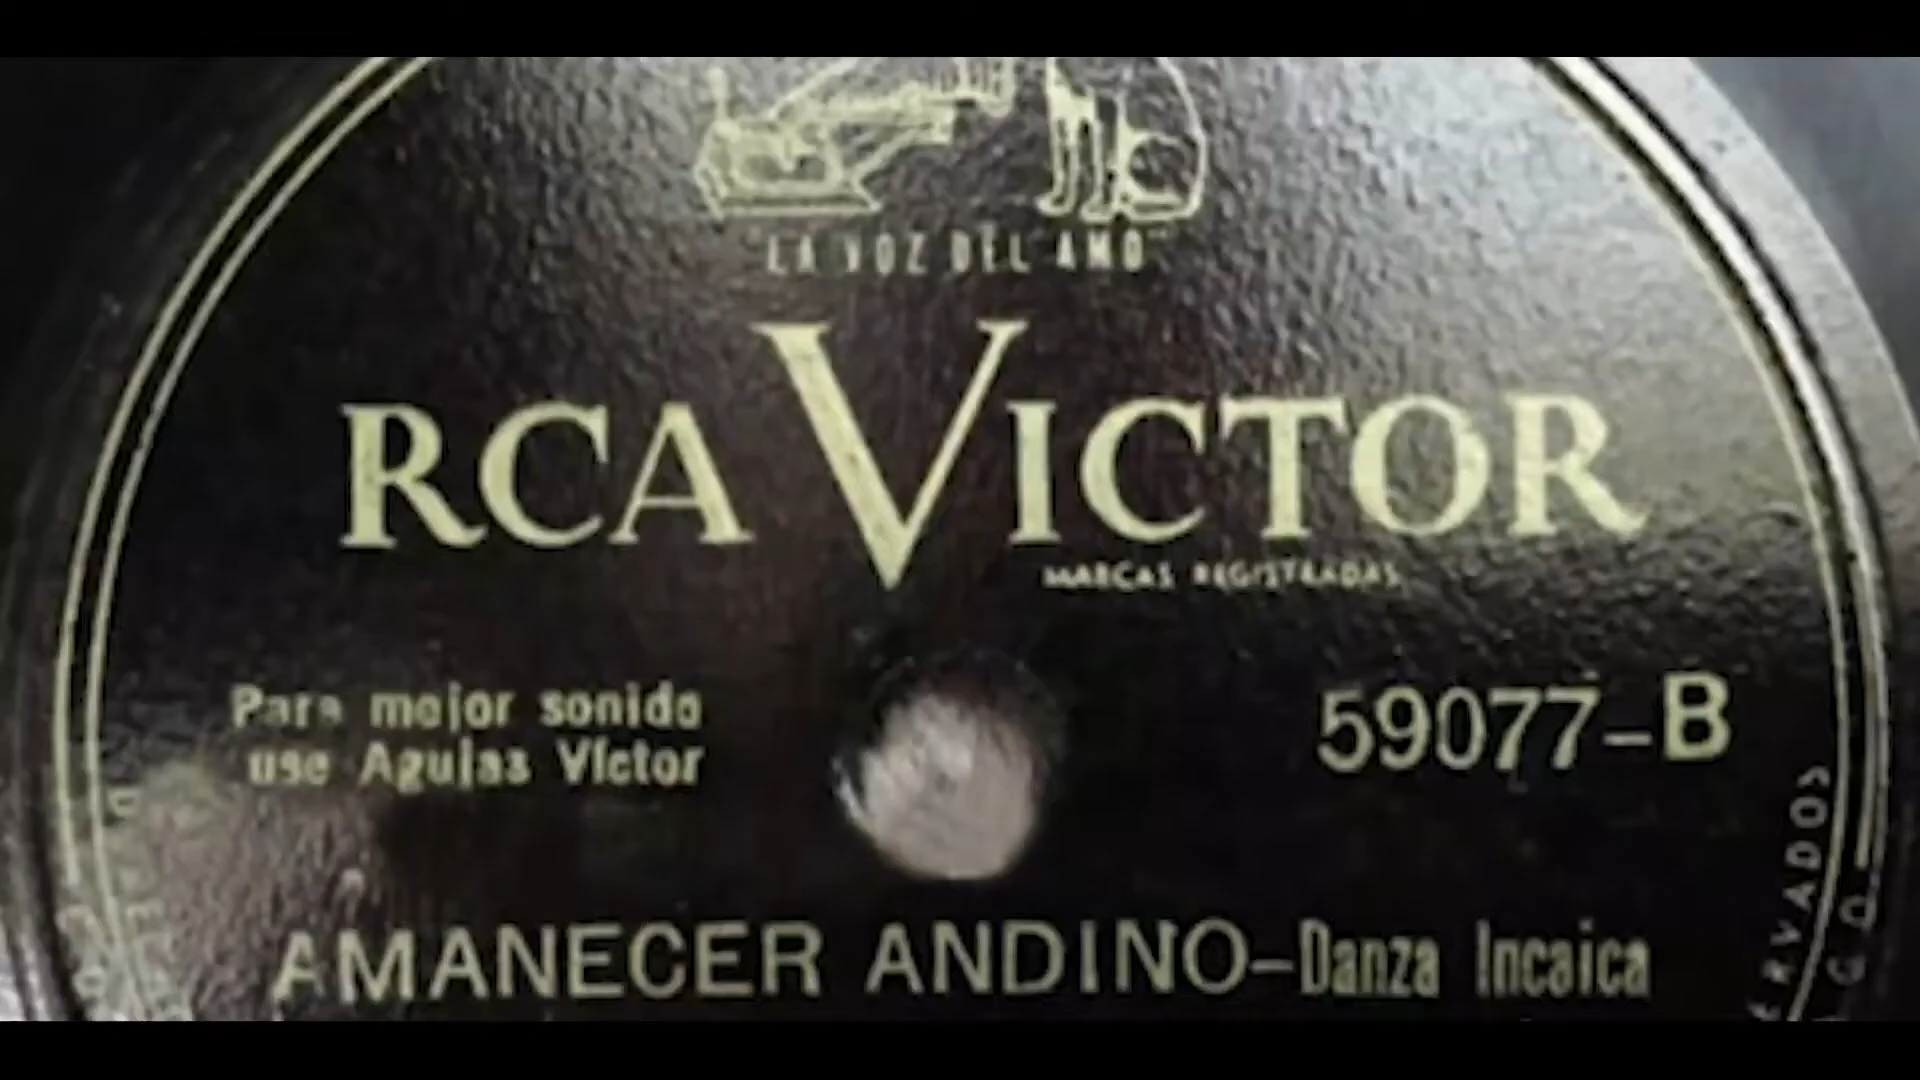 "LA VOZ DEL AMO"
RCA VICTOR
MARCAS REGISTRADAS
Para mejor sonido
use Agujas Victor
59077-B
AMANECER ANDINO-Danza Incaica